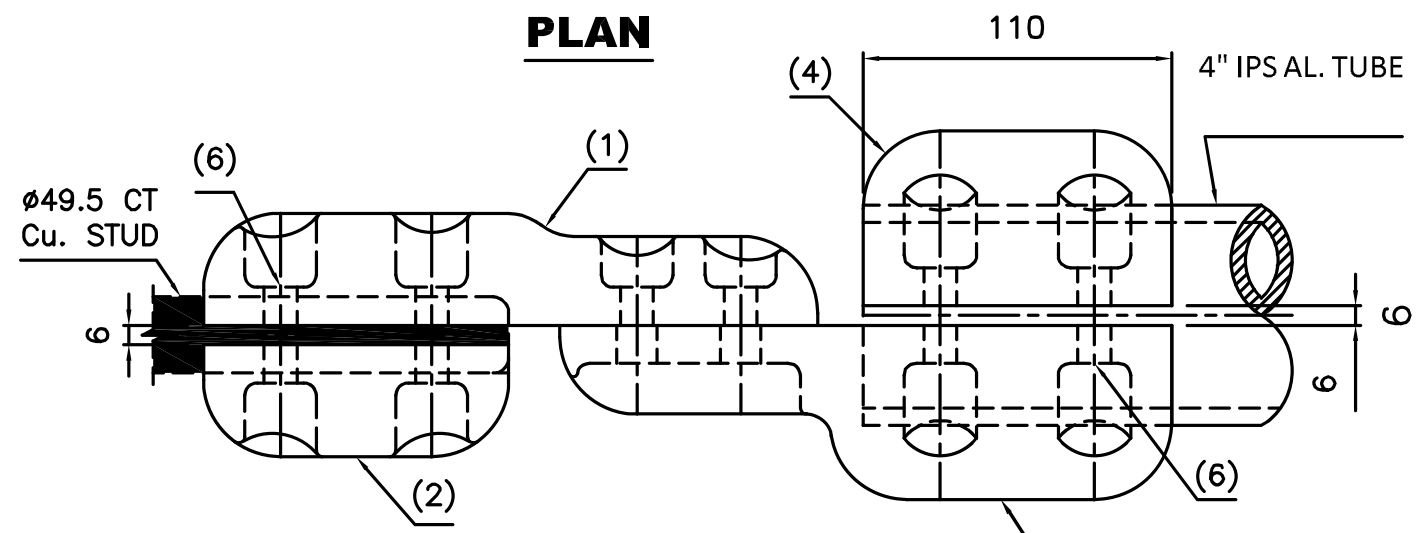 PLAN
110
4" IPS AL. TUBE
(4)
(1)
(6)
ø49.5 CT
Cu. STUD
6
6
6
(6)
(2)